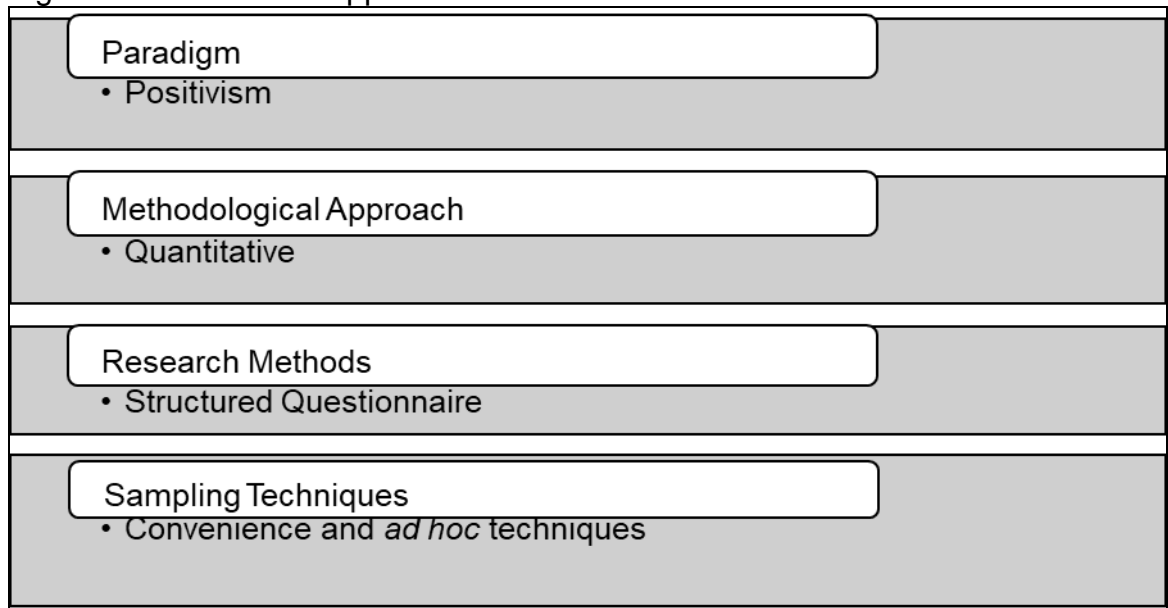 Paradigm
• Positivism
Methodological Approach
• Quantitative
Research Methods
• Structured Questionnaire
Sampling Techniques
• Convenience and ad hoc techniques